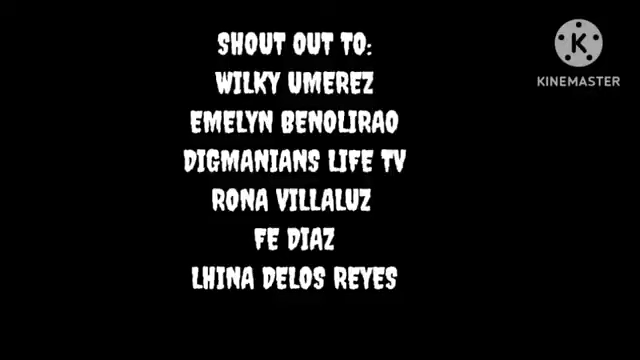 SHOUT OUT TO:
WILKY UMEREZ
EMELYN BENOLIRAO
DIGMANIANS LIFE TV
RONA VILLALUZ
FE DIAZ
LHINA DELOS REYES
K
KINEMASTER